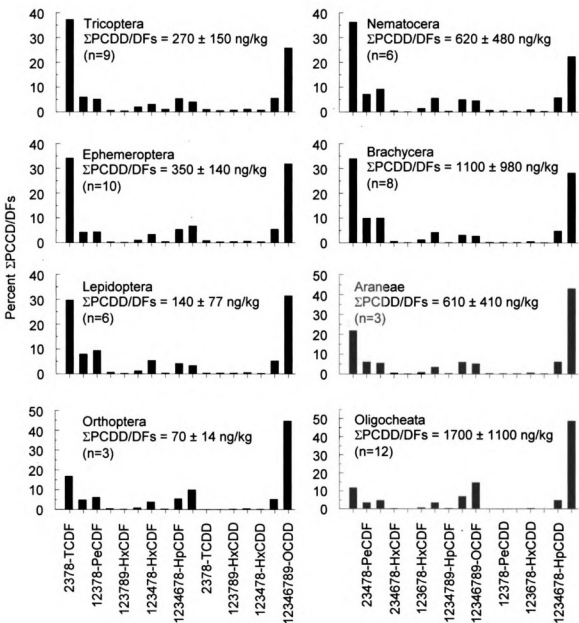 Percent ΣPCCD/DFs
40
30
20
10
0
Tricoptera
ΣPCDD/DFs = 270 ± 150 ng/kg
(n=9)
40
30
20
10
0
Nematocera
ΣPCDD/DFs = 620 ± 480 ng/kg
(n=6)
40
30
20
10
0
Ephemeroptera
ΣPCDD/DFs = 350 ± 140 ng/kg
(n=10)
40
30
20
10
0
Brachycera
ΣPCDD/DFs = 1100 ± 980 ng/kg
(n=8)
40
30
20
10
0
Lepidoptera
ΣPCDD/DFs = 140 ± 77 ng/kg
(n=6)
50
40
30
20
10
0
Araneae
ΣPCDD/DFs = 610 ± 410 ng/kg
(n=3)
50
40
30
20
10
0
Orthoptera
ΣPCDD/DFs = 70 ± 14 ng/kg
(n=3)
50
40
30
20
10
0
Oligocheata
ΣPCDD/DFs = 1700 ± 1100 ng/kg
(n=12)
2378-TCDF
12378-PeCDF
123789-HxCDF
123478-HxCDF
1234678-HpCDF
2378-TCDD
123789-HxCDD
123478-HxCDD
12346789-OCDD
23478-PeCDF
234678-HxCDF
123678-HxCDF
1234789-HpCDF
12346789-OCDF
12378-PeCDD
123678-HxCDD
1234678-HpCDD